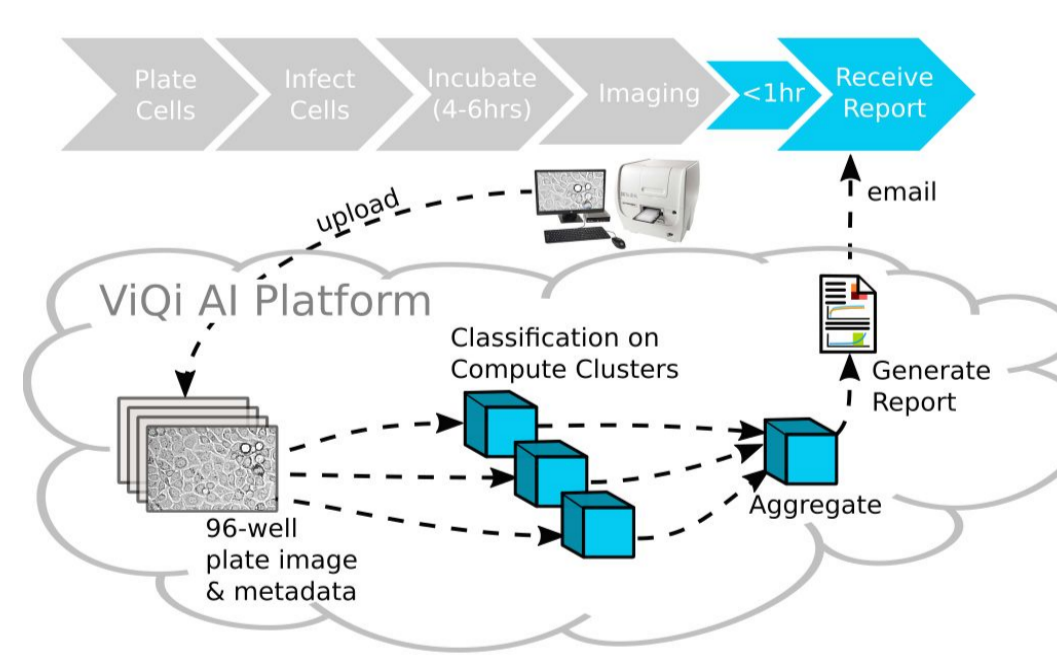 Plate
Cells
Infect
Cells
Incubate
(4-6hrs)
Imaging
<1hr
Receive
Report
upload
email
ViQi AI Platform
Classification on
Compute Clusters
Generate
Report
Aggregate
96-well
plate image
& metadata